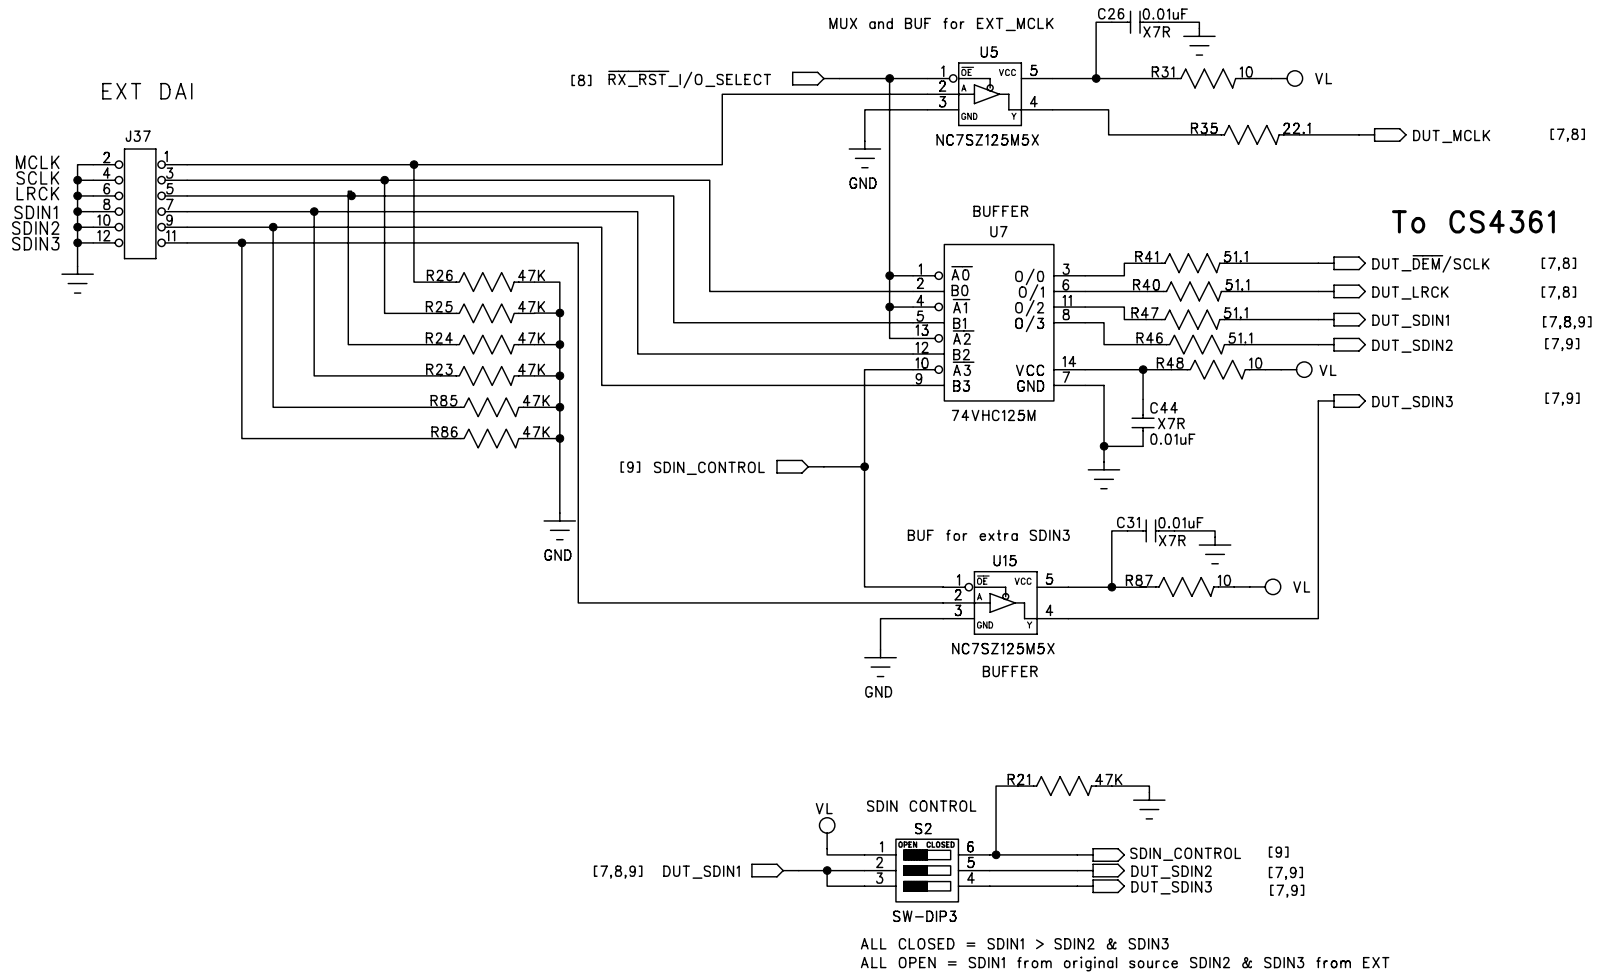 MUX and BUF for EXT_MCLK
C26 0.01uF
X7R
U5
[8] RX_RST_I/O_SELECT
1 OE VCC 5
2 A
3 GND Y 4
NC7SZ125M5X
R31 10 VL
R35 22.1 DUT_MCLK [7,8]
GND
EXT DAI
J37
MCLK 2 1
SCLK 4 3
LRCK 6 5
SDIN1 8 7
SDIN2 10 9
SDIN3 12 11
R26 47K
R25 47K
R24 47K
R23 47K
R85 47K
R86 47K
GND
BUFFER
U7
To CS4361
1 A0 O/0 3
2 B0 O/1 6
4 A1 O/2 11
5 B1 O/3 8
13 A2
12 B2
10 A3 VCC 14
9 B3 GND 7
74VHC125M
R41 51.1 DUT_DEM/SCLK [7,8]
R40 51.1 DUT_LRCK [7,8]
R47 51.1 DUT_SDIN1 [7,8,9]
R46 51.1 DUT_SDIN2 [7,9]
R48 10 VL
DUT_SDIN3 [7,9]
C44
X7R
0.01uF
[9] SDIN_CONTROL
BUF for extra SDIN3
U15
C31 0.01uF
X7R
1 OE VCC 5
2 A
3 GND Y 4
R87 10 VL
NC7SZ125M5X
BUFFER
GND
R21 47K
VL
SDIN CONTROL
S2
OPEN CLOSED
1 6 SDIN_CONTROL [9]
[7,8,9] DUT_SDIN1 2 5 DUT_SDIN2 [7,9]
3 4 DUT_SDIN3 [7,9]
SW-DIP3
ALL CLOSED = SDIN1 > SDIN2 & SDIN3
ALL OPEN = SDIN1 from original source SDIN2 & SDIN3 from EXT